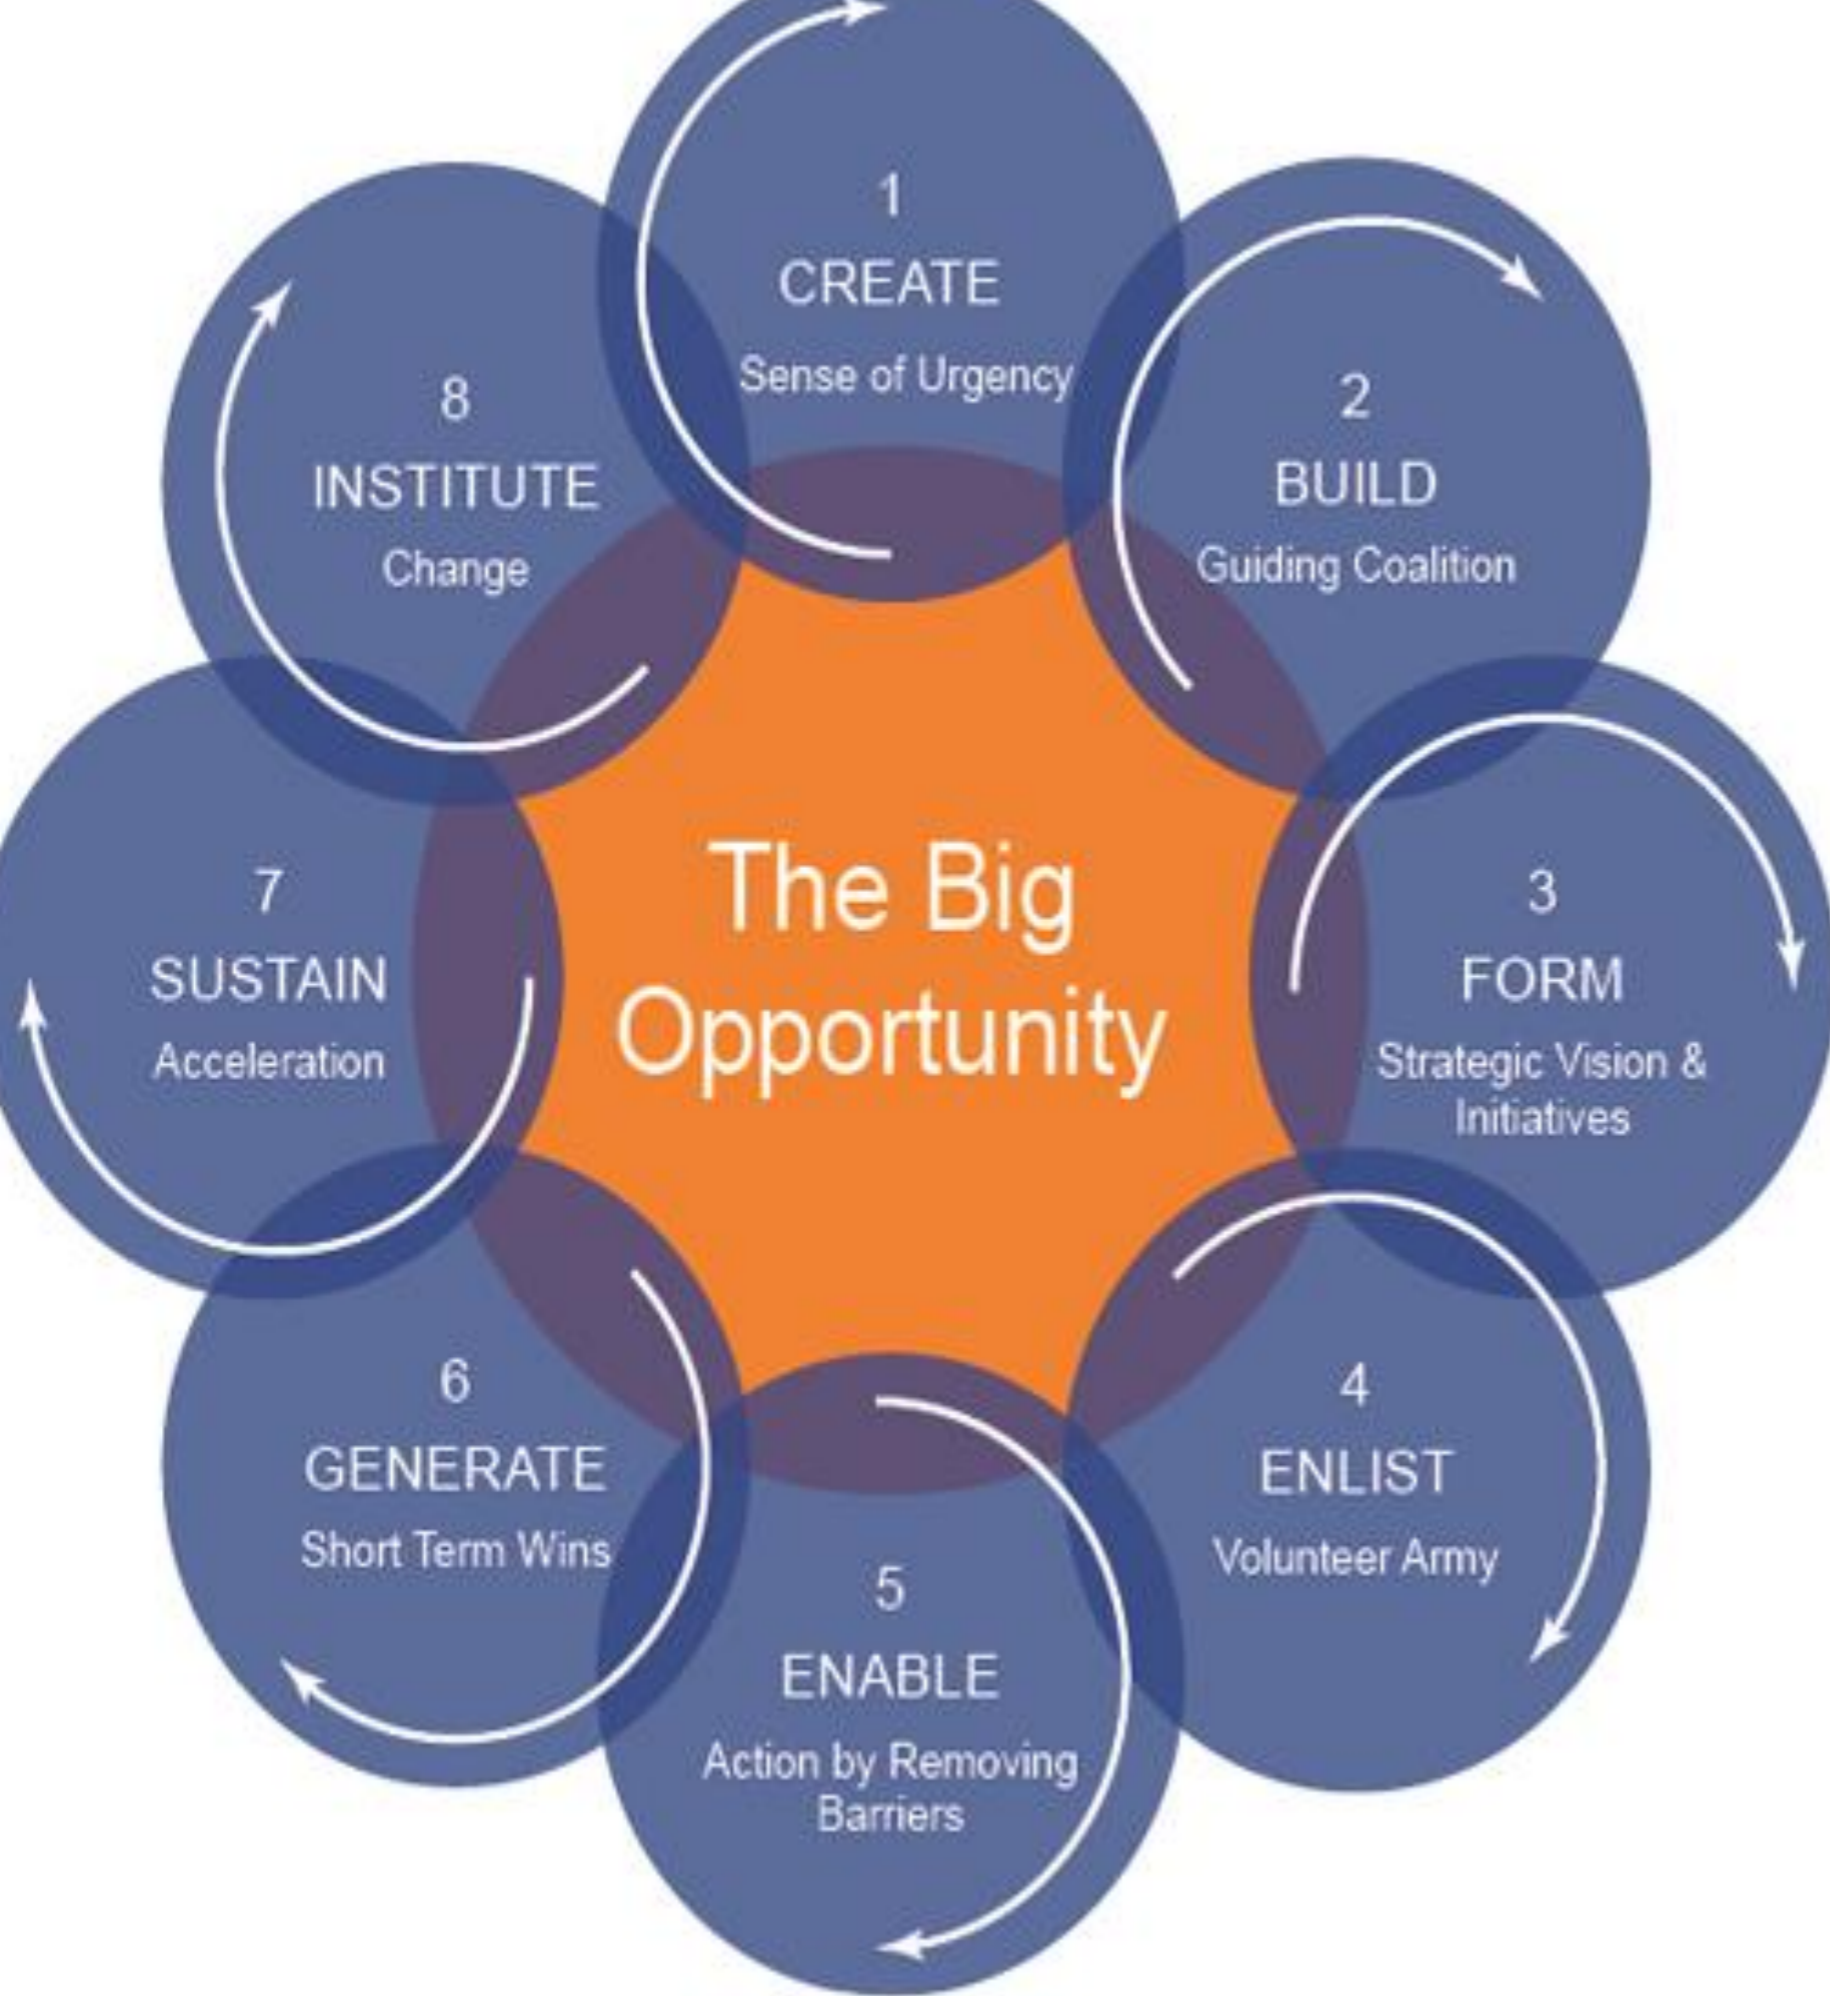 1
CREATE
Sense of Urgency
2
BUILD
Guiding Coalition
3
FORM
Strategic Vision &
Initiatives
4
ENLIST
Volunteer Army
5
ENABLE
Action by Removing
Barriers
6
GENERATE
Short Term Wins
7
SUSTAIN
Acceleration
8
INSTITUTE
Change
The Big
Opportunity